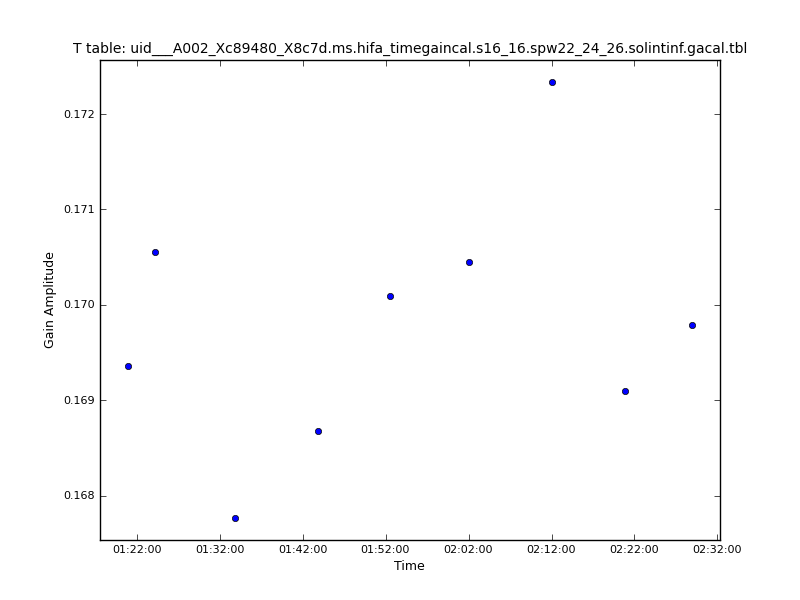 T table: uid___A002_Xc89480_X8c7d.ms.hifa_timegaincal.s16_16.spw22_24_26.solintinf.gacal.tbl
0.172
0.171
0.170
0.169
0.168
Gain Amplitude
01:22:00 01:32:00 01:42:00 01:52:00 02:02:00 02:12:00 02:22:00 02:32:00
Time